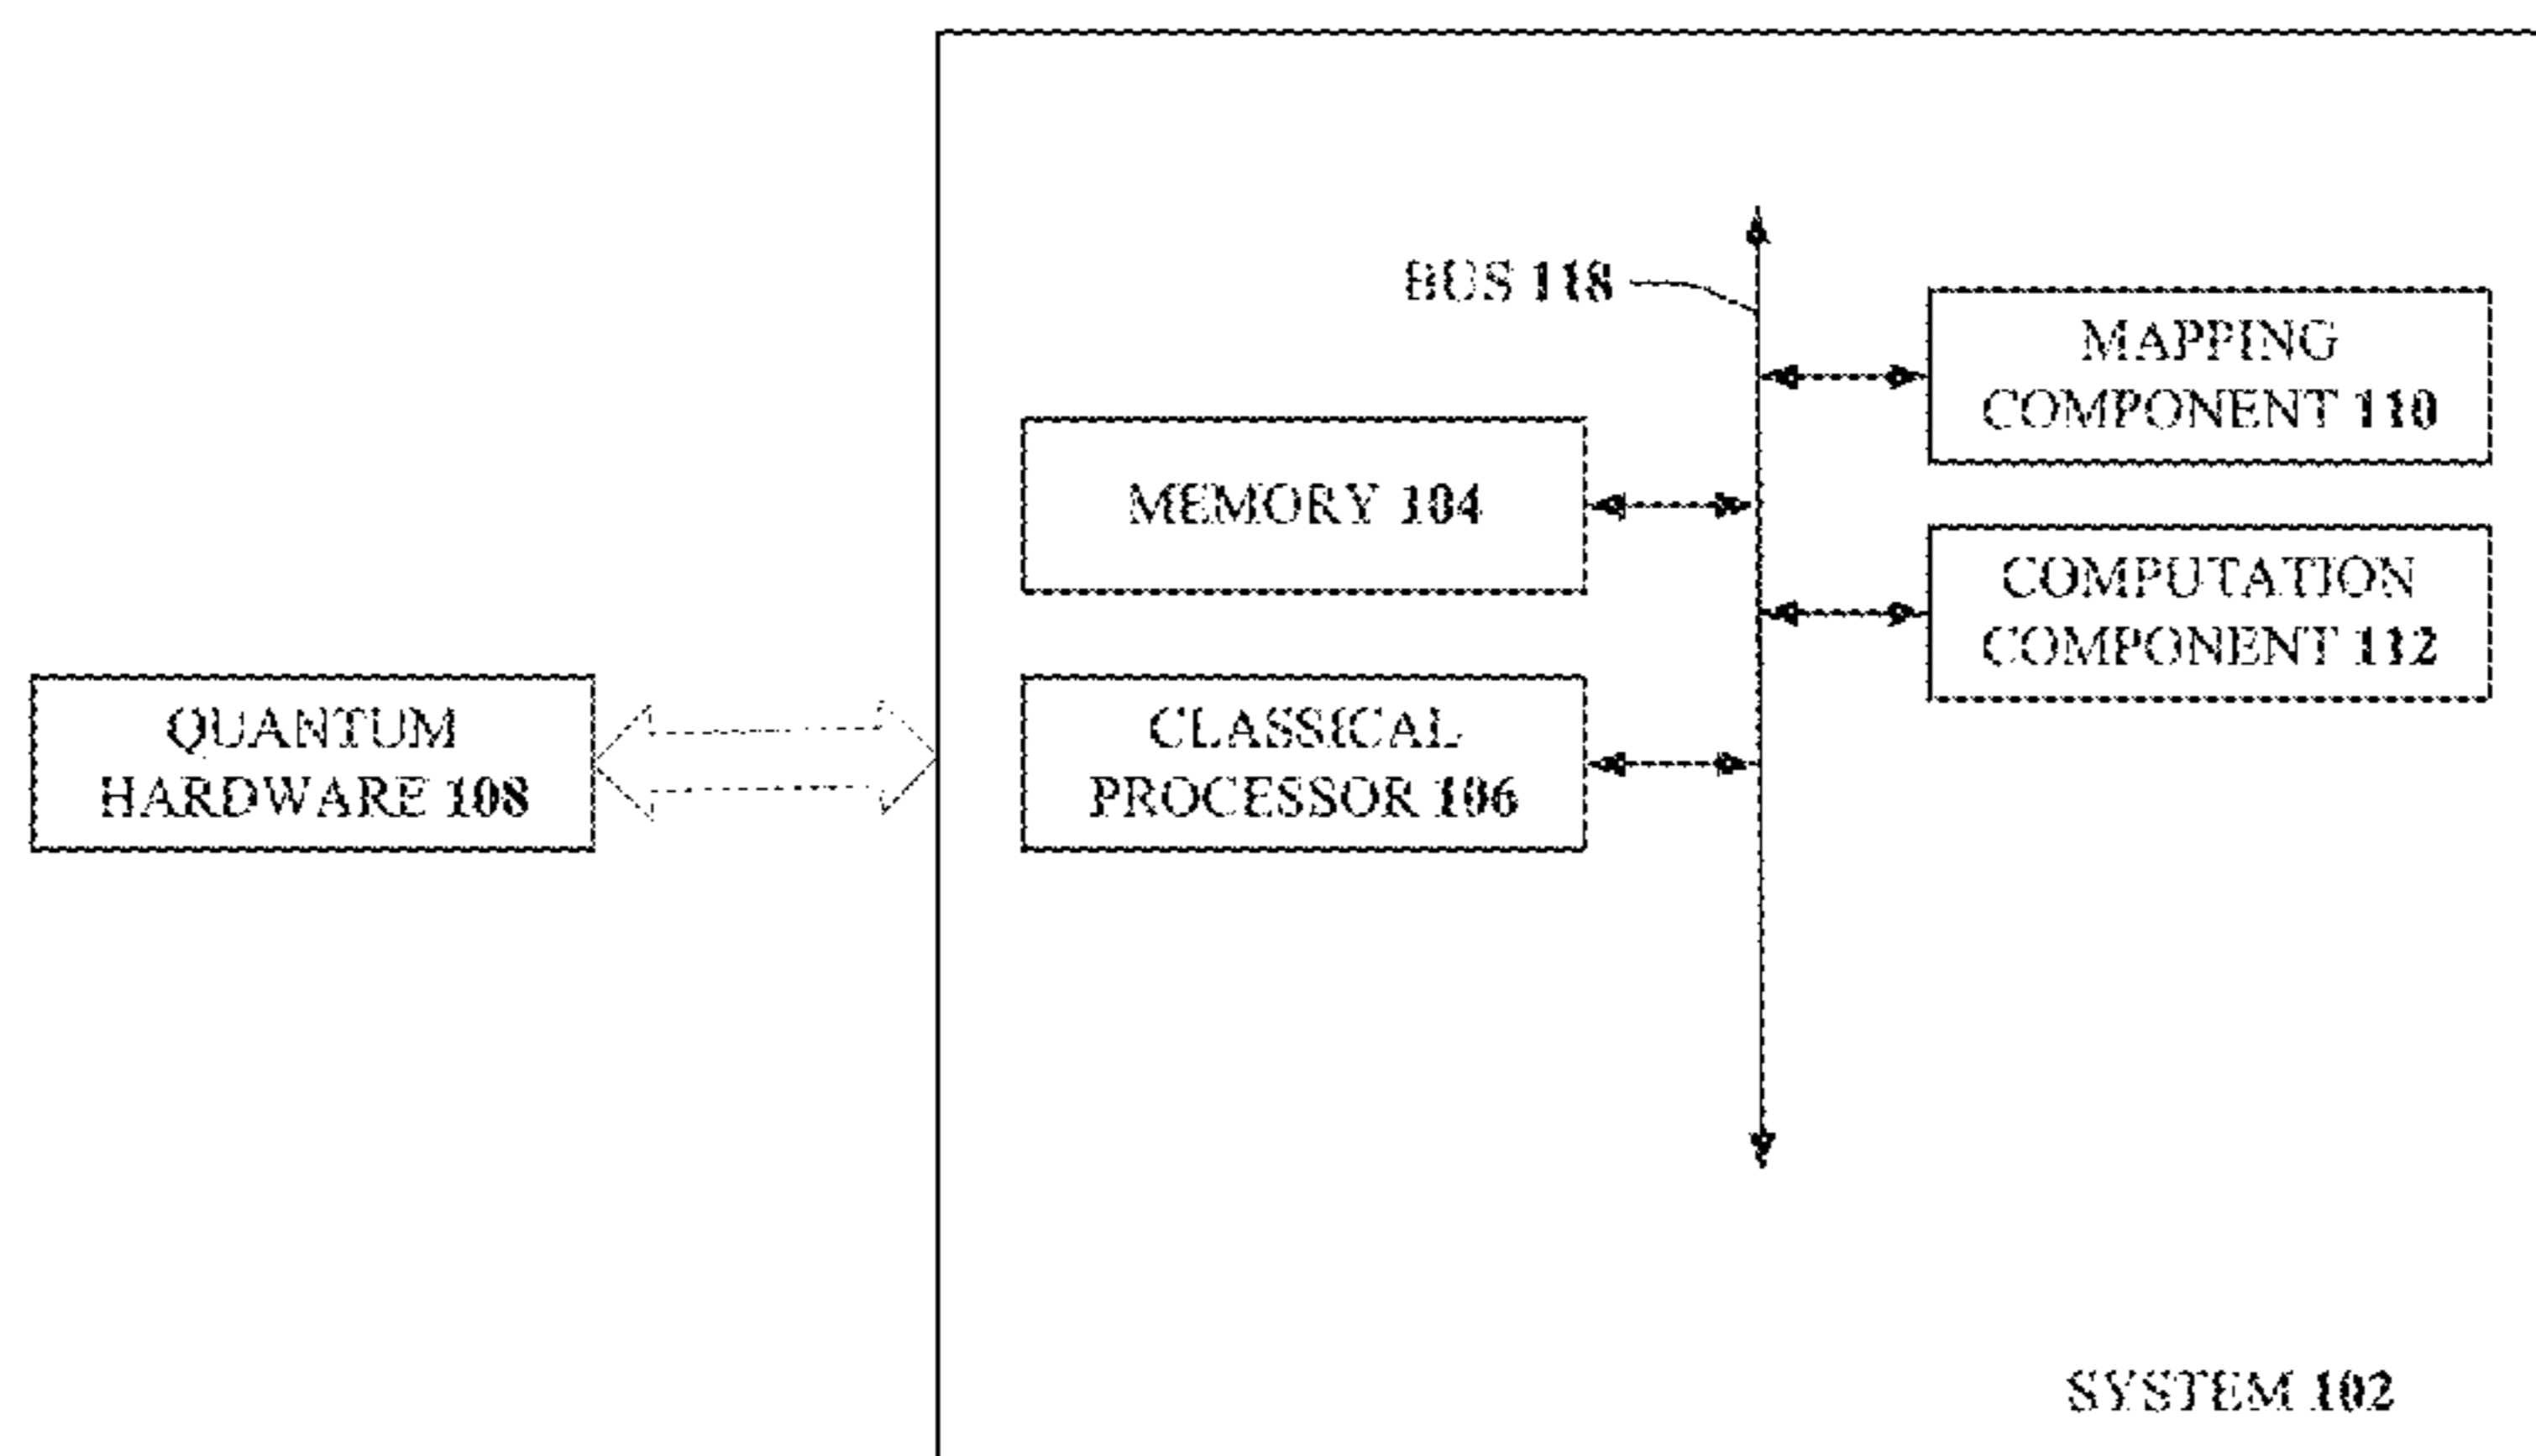 BUS 118
MAPPING
COMPONENT 110
MEMORY 104
COMPUTATION
COMPONENT 112
QUANTUM
HARDWARE 108
CLASSICAL
PROCESSOR 106
SYSTEM 102